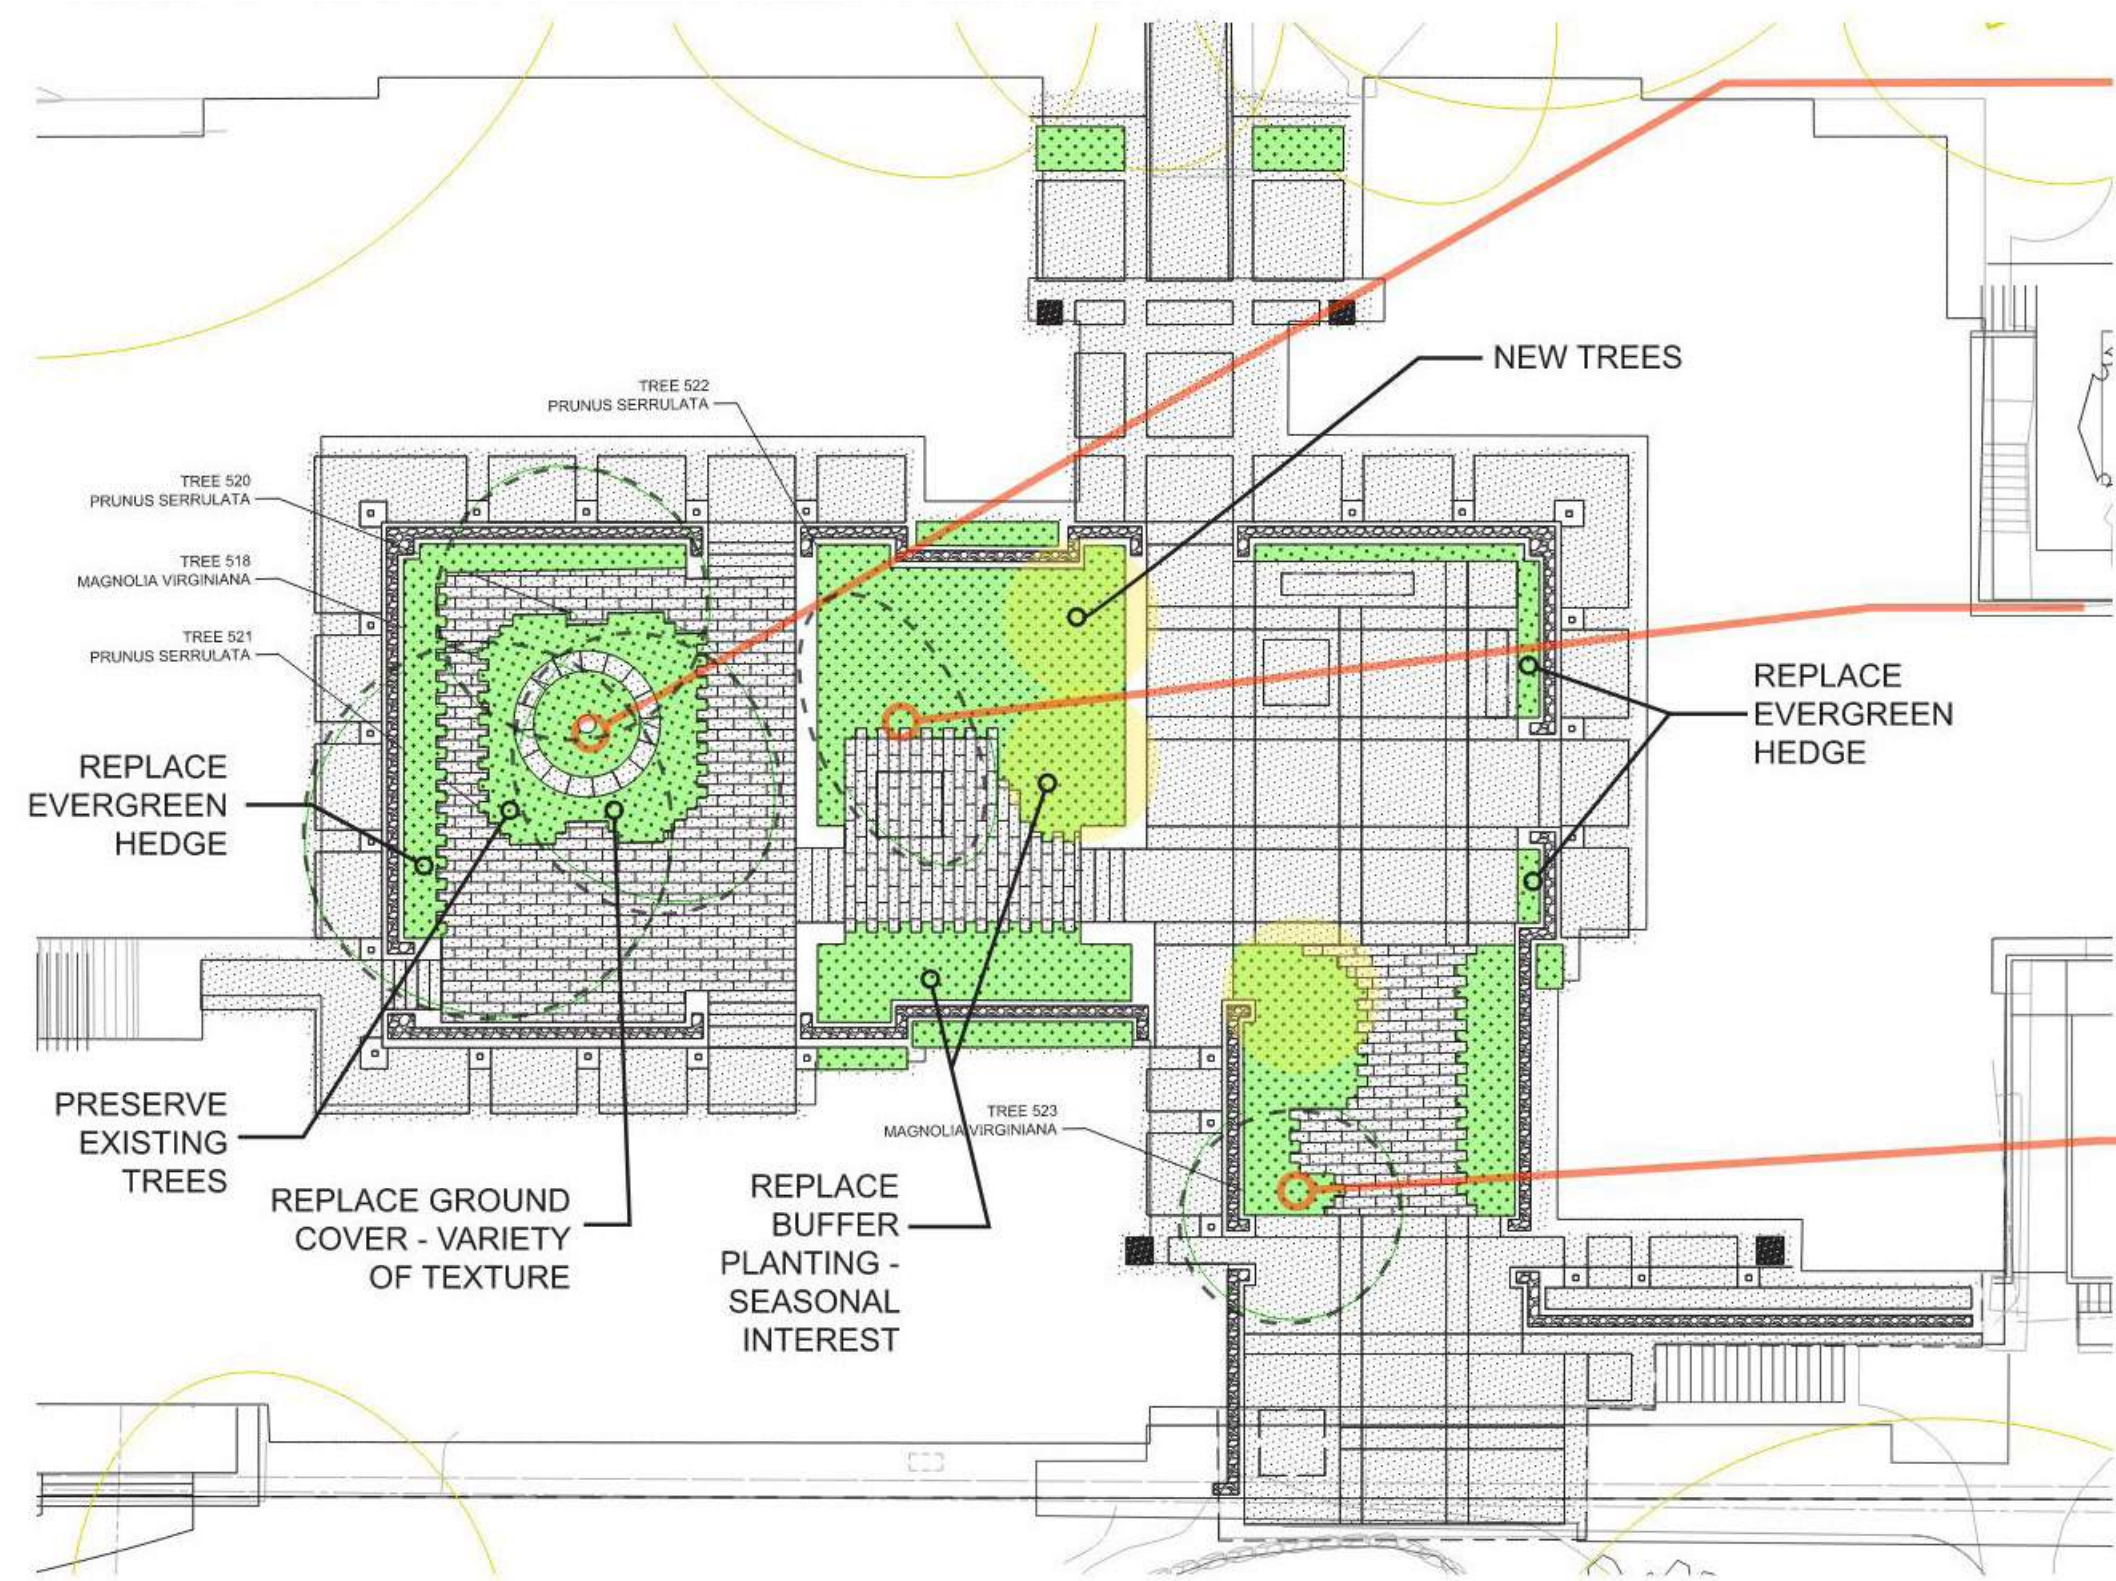 NEW TREES
TREE 522
PRUNUS SERRULATA
TREE 520
PRUNUS SERRULATA
TREE 518
MAGNOLIA VIRGINIANA
TREE 521
PRUNUS SERRULATA
REPLACE
EVERGREEN
HEDGE
REPLACE
EVERGREEN
HEDGE
PRESERVE
EXISTING
TREES
TREE 523
MAGNOLIA VIRGINIANA
REPLACE GROUND
COVER - VARIETY
OF TEXTURE
REPLACE
BUFFER
PLANTING -
SEASONAL
INTEREST